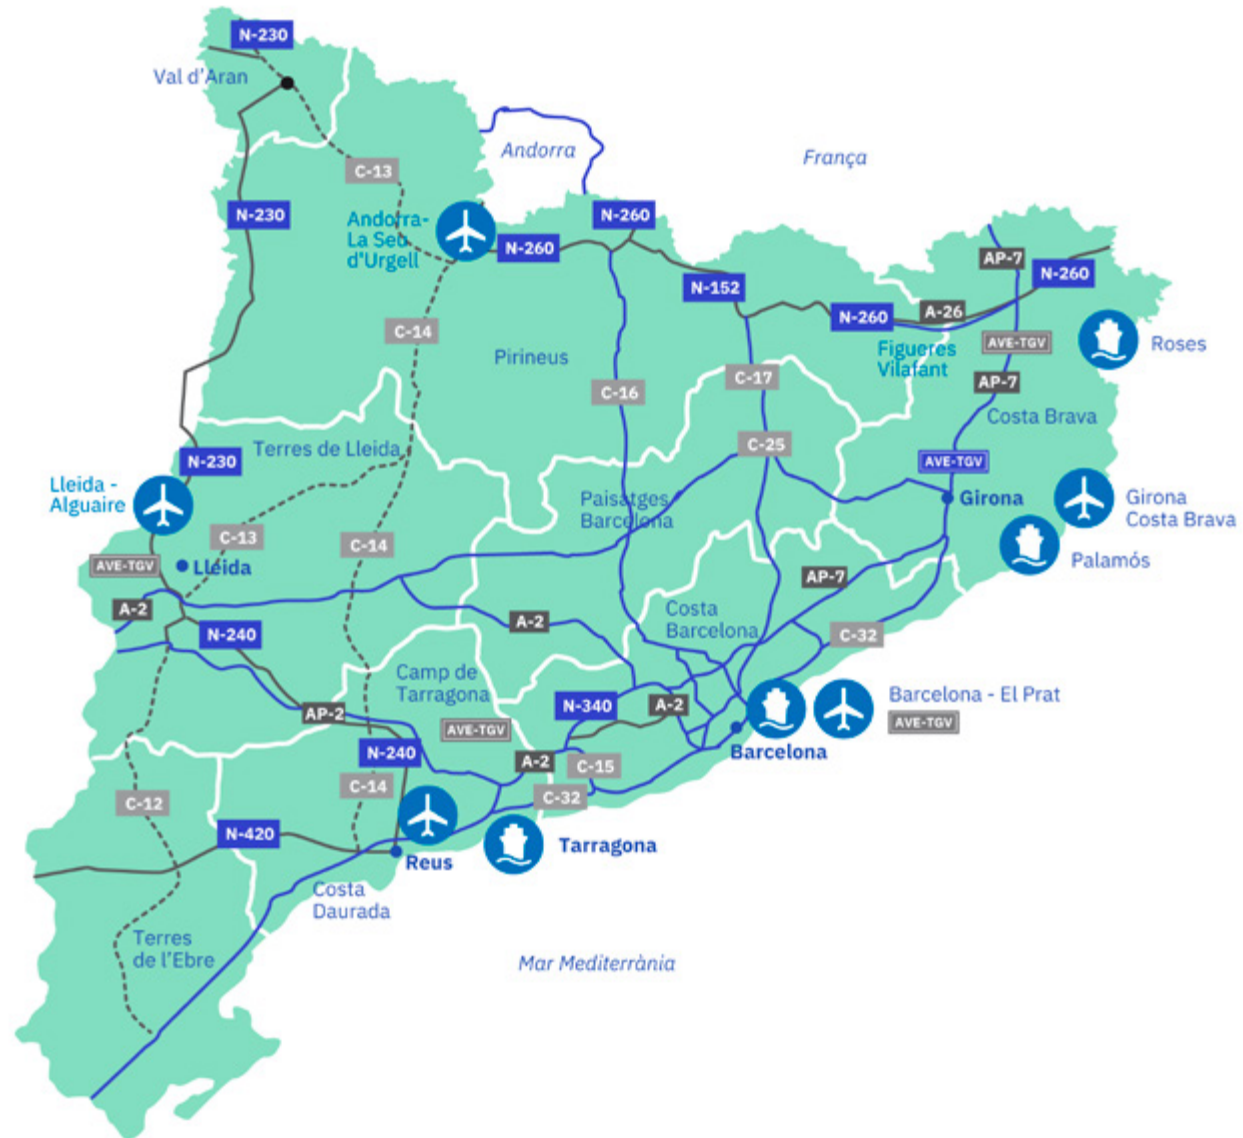 N-230
Val d'Aran
Andorra
França
C-13
N-230
Andorra-
La Seu
d'Urgell
N-260
N-260
AP-7
N-260
N-152
N-260
A-26
C-14
AVE-TGV
Roses
Pirineus
Figueres
Vilafant
C-17
AP-7
C-16
Costa Brava
Terres de Lleida
C-25
N-230
AVE-TGV
Lleida -
Alguaire
Paisatges
Barcelona
Girona
Girona
Costa Brava
C-13
C-14
Palamós
AVE-TGV
Lleida
AP-7
A-2
Costa
Barcelona
A-2
N-240
C-32
Camp de
Tarragona
Barcelona - El Prat
N-340
A-2
AP-2
AVE-TGV
AVE-TGV
N-240
Barcelona
A-2
C-15
C-14
C-32
C-12
N-420
Tarragona
Reus
Costa
Daurada
Terres
de l'Ebre
Mar Mediterrània